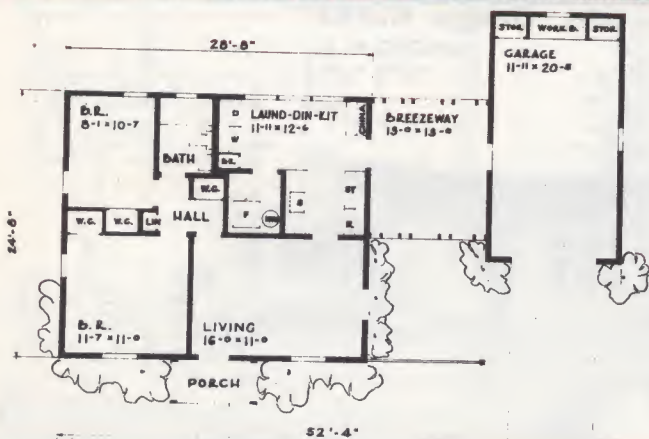 28'-8"
STOR.
WORK B.
STOR.
GARAGE
11-11 x 20-8
B.R.
8-1 x 10-7
BATH
D
W
LAUND-DIN-KIT
11-11 x 12-6
CHINA
BREEZEWAY
13-0 x 13-0
W.C.
F
S
ST
R
24'-8"
W.C.
W.C.
LIN
HALL
B.R.
11-7 x 11-0
LIVING
16-0 x 11-0
PORCH
52'-4"